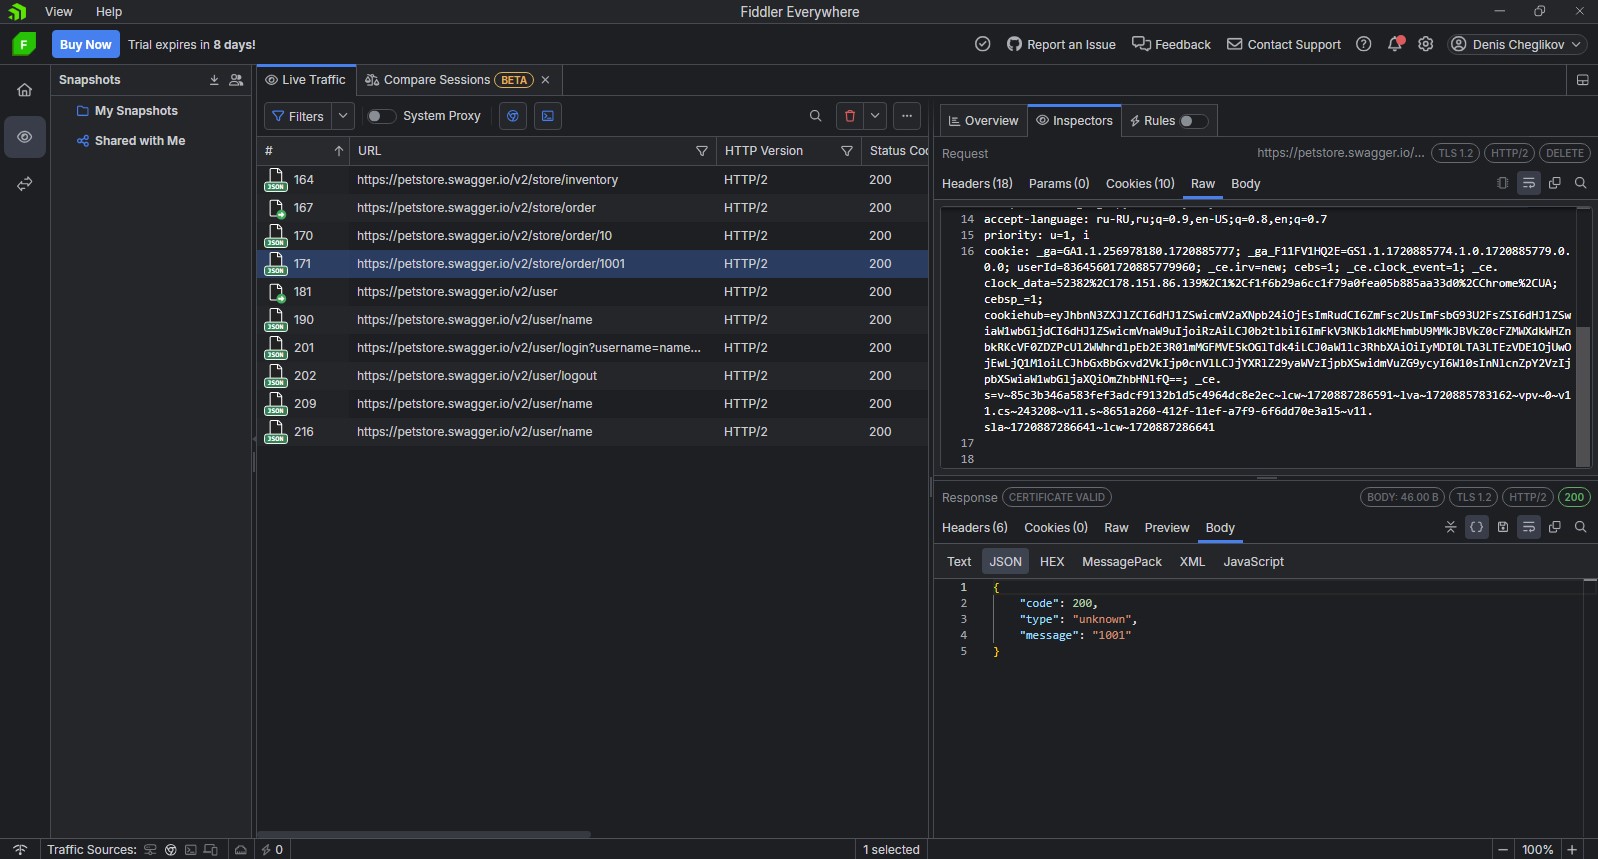 View Help
Fiddler Everywhere
F
Buy Now
Trial expires in 8 days!
Report an Issue
Feedback
Contact Support
Denis Cheglikov
Snapshots
My Snapshots
Shared with Me
Live Traffic
Compare Sessions BETA
Filters
System Proxy
# URL HTTP Version Status Coo
164 https://petstore.swagger.io/v2/store/inventory HTTP/2 200
167 https://petstore.swagger.io/v2/store/order HTTP/2 200
170 https://petstore.swagger.io/v2/store/order/10 HTTP/2 200
171 https://petstore.swagger.io/v2/store/order/1001 HTTP/2 200
181 https://petstore.swagger.io/v2/user HTTP/2 200
190 https://petstore.swagger.io/v2/user/name HTTP/2 200
201 https://petstore.swagger.io/v2/user/login?username=name... HTTP/2 200
202 https://petstore.swagger.io/v2/user/logout HTTP/2 200
209 https://petstore.swagger.io/v2/user/name HTTP/2 200
216 https://petstore.swagger.io/v2/user/name HTTP/2 200
Overview Inspectors Rules
Request https://petstore.swagger.io/... TLS 1.2 HTTP/2 DELETE
Headers (18) Params (0) Cookies (10) Raw Body
14 accept-language: ru-RU,ru;q=0.9,en-US;q=0.8,en;q=0.7
15 priority: u=1, i
16 cookie: _ga=GA1.1.256978180.1720885777; _ga_F11FV1HQ2E=GS1.1.1720885774.1.0.1720885779.0.
0.0; userId=83645601720885779960; _ce.irv=new; cebs=1; _ce.clock_event=1; _ce.
clock_data=52382%2C178.151.86.139%2C1%2Cf1f6b29a6cc1f79a0fea05b885aa33d0%2CChrome%2CUA;
cebsp_=1;
s=v~85c3b346a583fef3adcf9132b1d5c4964dc8e2ec~lcw~1720887286591~lva~1720885783162~vpv~0~v1
1.cs~243208~v11.s~8651a260-412f-11ef-a7f9-6f6dd70e3a15~v11.
sla~1720887286641~lcw~1720887286641
17
18
Response CERTIFICATE VALID BODY: 46.00 B TLS 1.2 HTTP/2 200
Headers (6) Cookies (0) Raw Preview Body
Text JSON HEX MessagePack XML JavaScript
1 {
2 "code": 200,
3 "type": "unknown",
4 "message": "1001"
5 }
Traffic Sources:
0
1 selected
100%